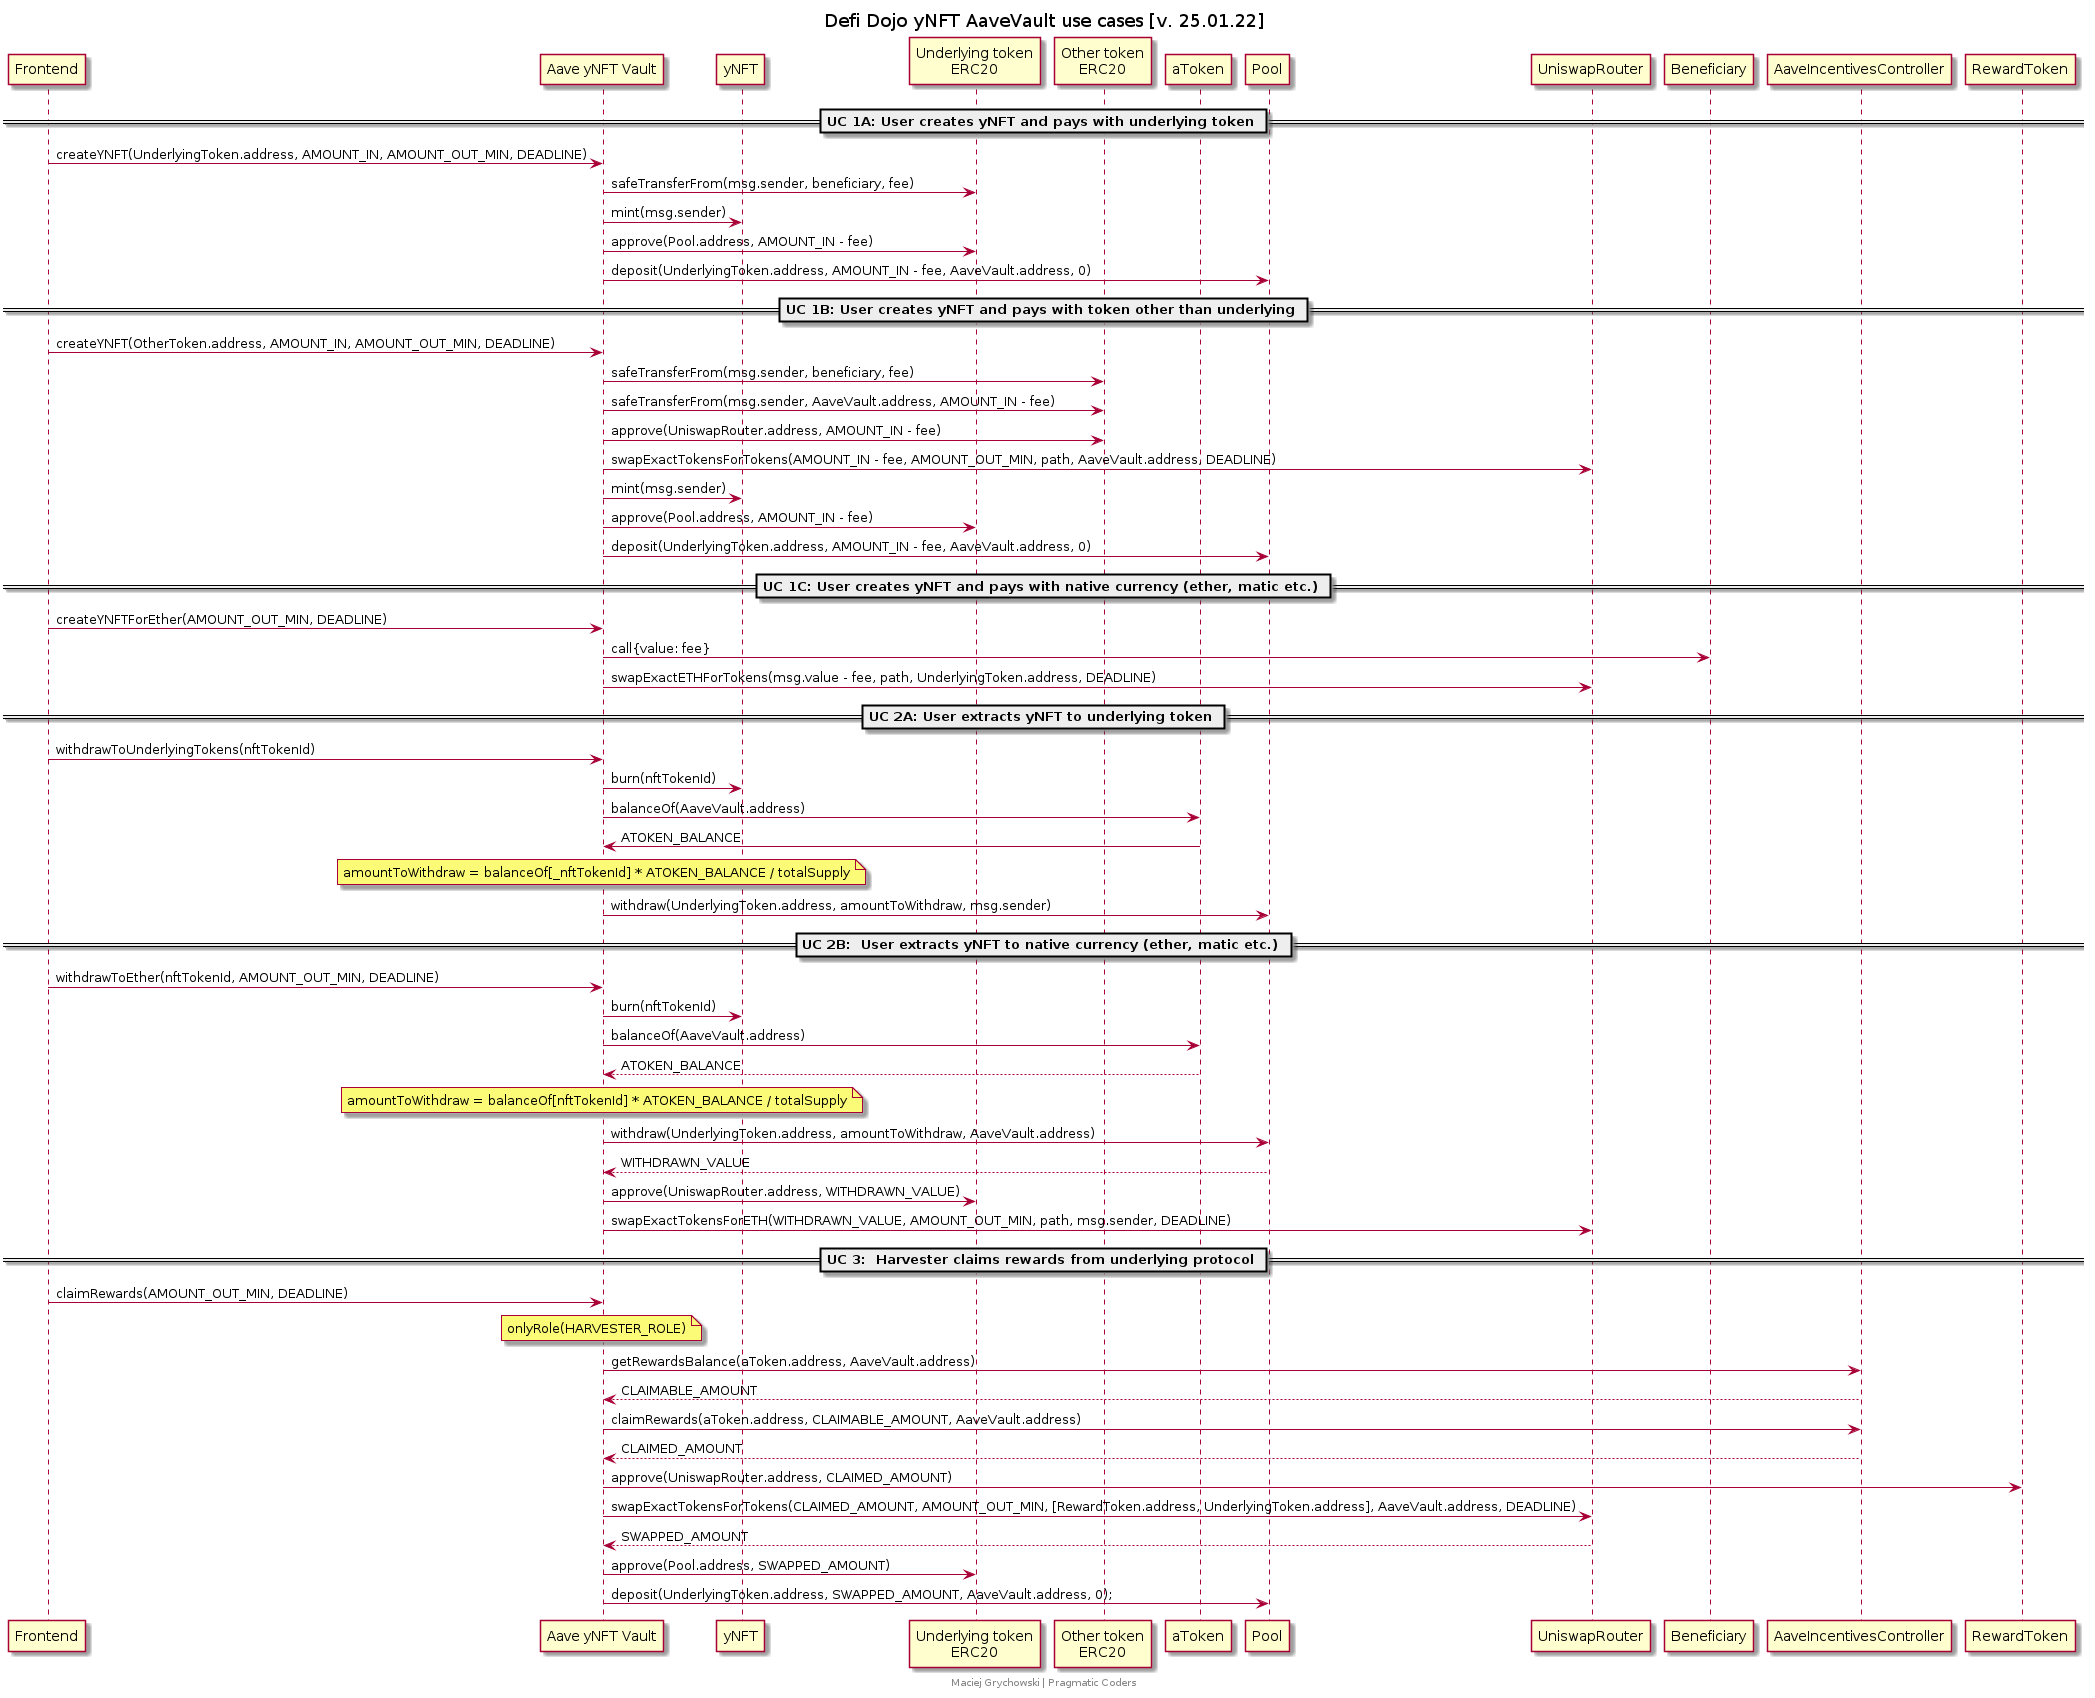 Defi Dojo yNFT AaveVault use cases [v. 25.01.22]
Frontend
Aave yNFT Vault
yNFT
Underlying token
ERC20
Other token
ERC20
aToken
Pool
UniswapRouter
Beneficiary
AaveIncentivesController
RewardToken
UC 1A: User creates yNFT and pays with underlying token
createYNFT(UnderlyingToken.address, AMOUNT_IN, AMOUNT_OUT_MIN, DEADLINE)
safeTransferFrom(msg.sender, beneficiary, fee)
mint(msg.sender)
approve(Pool.address, AMOUNT_IN - fee)
deposit(UnderlyingToken.address, AMOUNT_IN - fee, AaveVault.address, 0)
UC 1B: User creates yNFT and pays with token other than underlying
createYNFT(OtherToken.address, AMOUNT_IN, AMOUNT_OUT_MIN, DEADLINE)
safeTransferFrom(msg.sender, beneficiary, fee)
safeTransferFrom(msg.sender, AaveVault.address, AMOUNT_IN - fee)
approve(UniswapRouter.address, AMOUNT_IN - fee)
swapExactTokensForTokens(AMOUNT_IN - fee, AMOUNT_OUT_MIN, path, AaveVault.address, DEADLINE)
mint(msg.sender)
approve(Pool.address, AMOUNT_IN - fee)
deposit(UnderlyingToken.address, AMOUNT_IN - fee, AaveVault.address, 0)
UC 1C: User creates yNFT and pays with native currency (ether, matic etc.)
createYNFTForEther(AMOUNT_OUT_MIN, DEADLINE)
call{value: fee}
swapExactETHForTokens(msg.value - fee, path, UnderlyingToken.address, DEADLINE)
UC 2A: User extracts yNFT to underlying token
withdrawToUnderlyingTokens(nftTokenId)
burn(nftTokenId)
balanceOf(AaveVault.address)
ATOKEN_BALANCE
amountToWithdraw = balanceOf[_nftTokenId] * ATOKEN_BALANCE / totalSupply
withdraw(UnderlyingToken.address, amountToWithdraw, msg.sender)
UC 2B:  User extracts yNFT to native currency (ether, matic etc.)
withdrawToEther(nftTokenId, AMOUNT_OUT_MIN, DEADLINE)
burn(nftTokenId)
balanceOf(AaveVault.address)
ATOKEN_BALANCE
amountToWithdraw = balanceOf[nftTokenId] * ATOKEN_BALANCE / totalSupply
withdraw(UnderlyingToken.address, amountToWithdraw, AaveVault.address)
WITHDRAWN_VALUE
approve(UniswapRouter.address, WITHDRAWN_VALUE)
swapExactTokensForETH(WITHDRAWN_VALUE, AMOUNT_OUT_MIN, path, msg.sender, DEADLINE)
UC 3:  Harvester claims rewards from underlying protocol
claimRewards(AMOUNT_OUT_MIN, DEADLINE)
onlyRole(HARVESTER_ROLE)
getRewardsBalance(aToken.address, AaveVault.address)
CLAIMABLE_AMOUNT
claimRewards(aToken.address, CLAIMABLE_AMOUNT, AaveVault.address)
CLAIMED_AMOUNT
approve(UniswapRouter.address, CLAIMED_AMOUNT)
swapExactTokensForTokens(CLAIMED_AMOUNT, AMOUNT_OUT_MIN, [RewardToken.address, UnderlyingToken.address], AaveVault.address, DEADLINE)
SWAPPED_AMOUNT
approve(Pool.address, SWAPPED_AMOUNT)
deposit(UnderlyingToken.address, SWAPPED_AMOUNT, AaveVault.address, 0);
Frontend
Aave yNFT Vault
yNFT
Underlying token
ERC20
Other token
ERC20
aToken
Pool
UniswapRouter
Beneficiary
AaveIncentivesController
RewardToken
Maciej Grychowski | Pragmatic Coders